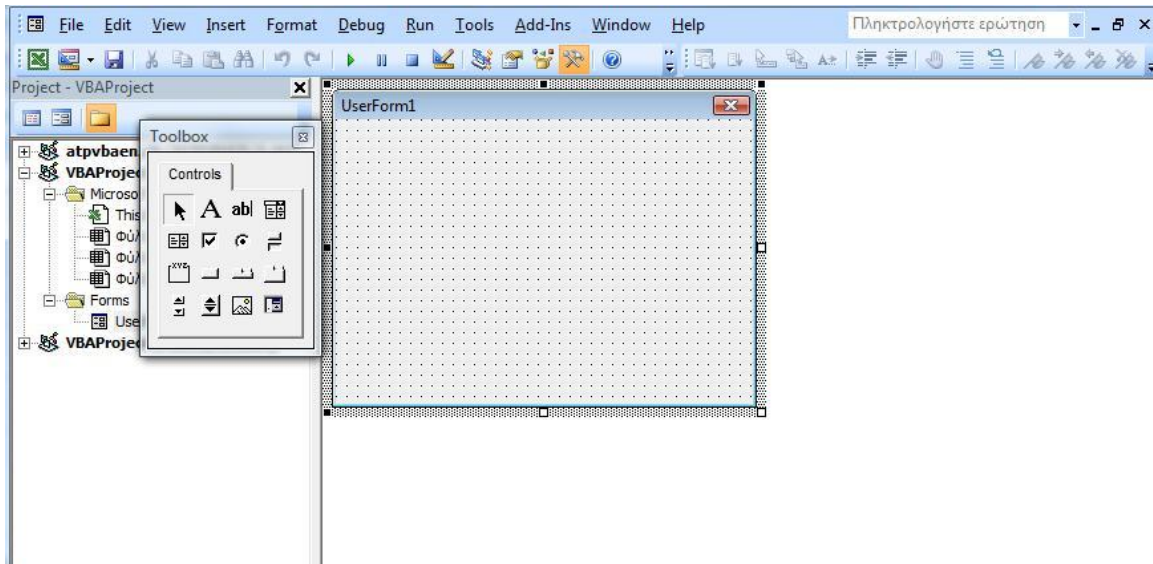 File Edit View Insert Format Debug Run Tools Add-Ins Window Help Πληκτρολογήστε ερώτηση
Project - VBAProject
UserForm1
Toolbox
Controls
A ab|
XYZ
atpvbaen.
VBAProjec
Microso
This
Φύλ
Φύλ
Φύλ
Forms
Use
VBAProjec